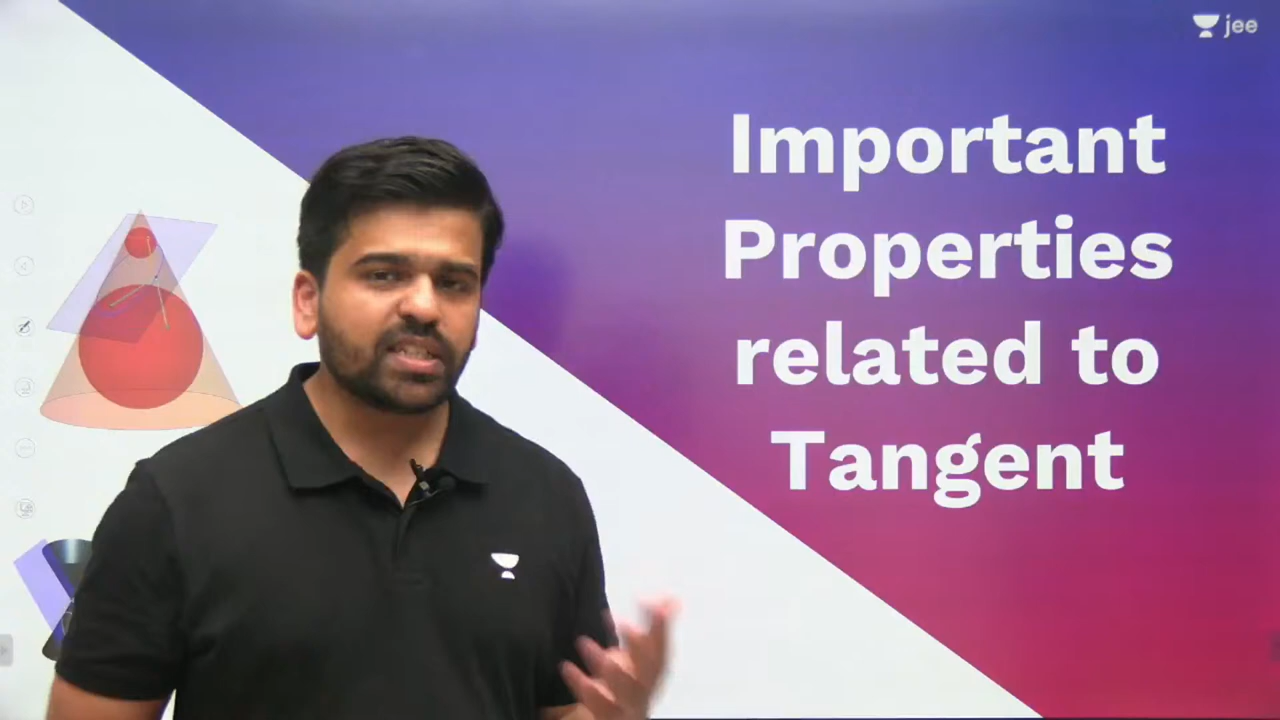 jee
Important
Properties
related to
Tangent